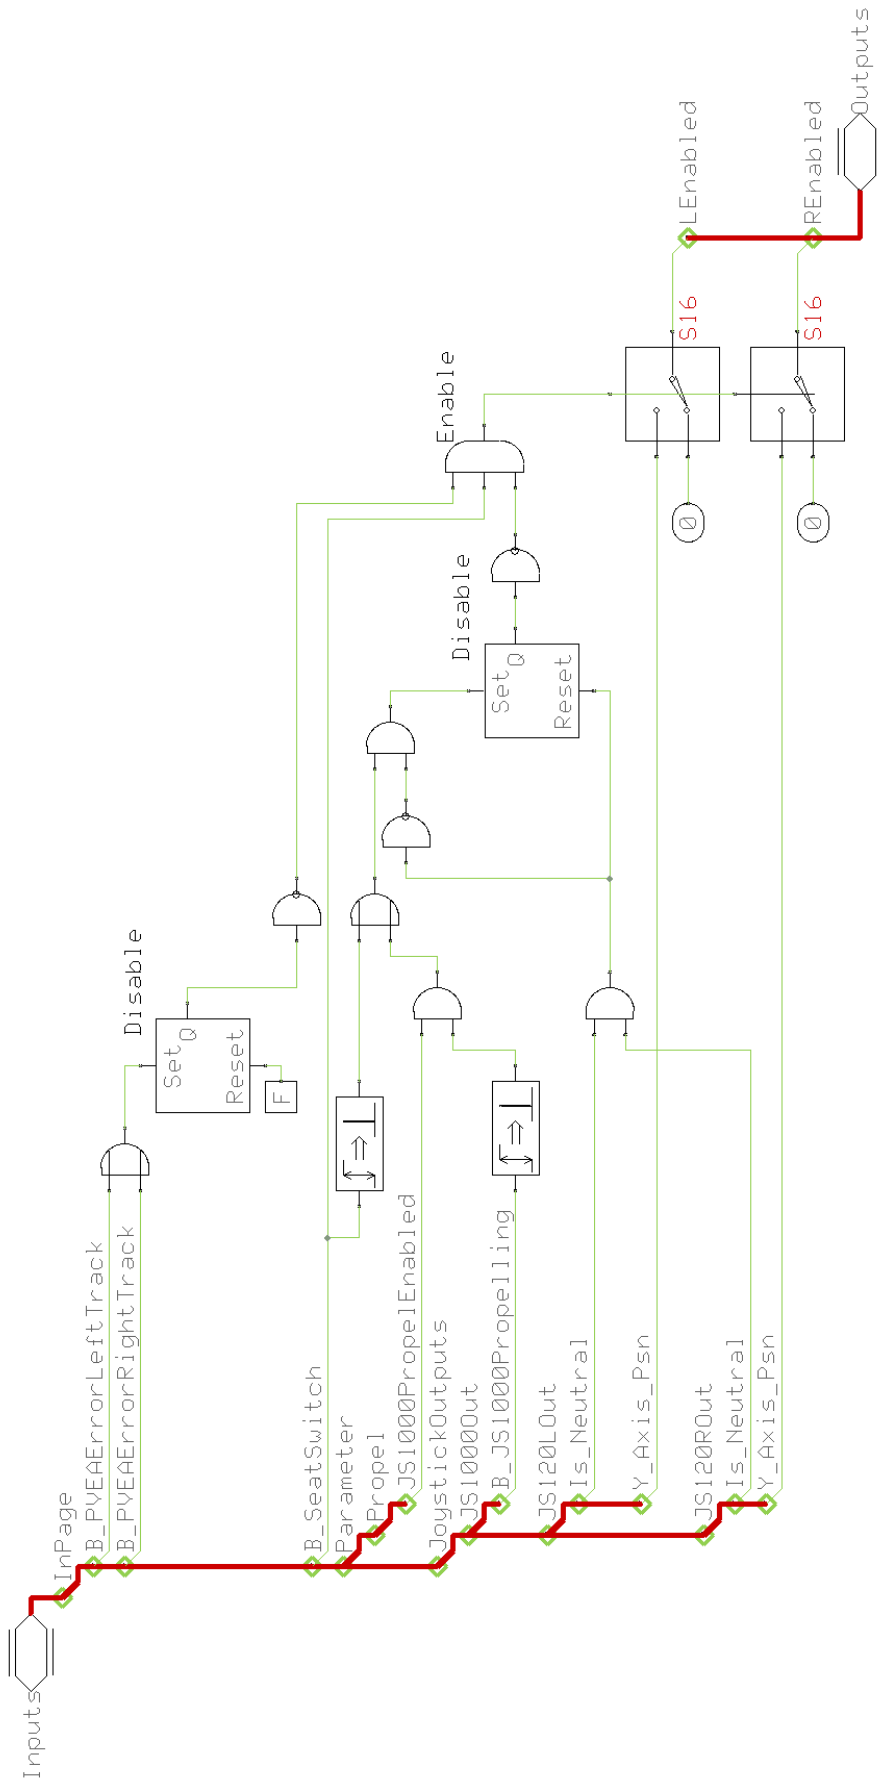 Inputs
InPage
B_PVEAErrorLeftTrack
B_PVEAErrorRightTrack
B_SeatSwitch
Parameter
Propel
JS1000PropelEnabled
JoystickOutputs
JS1000Out
B_JS1000Propelling
JS120LOut
Is_Neutral
Y_Axis_Psn
JS120ROut
Is_Neutral
Y_Axis_Psn
Disable
Set
Q
Reset
F
Disable
Set
Q
Reset
Enable
0
S16
LEnabled
0
S16
REnabled
Outputs